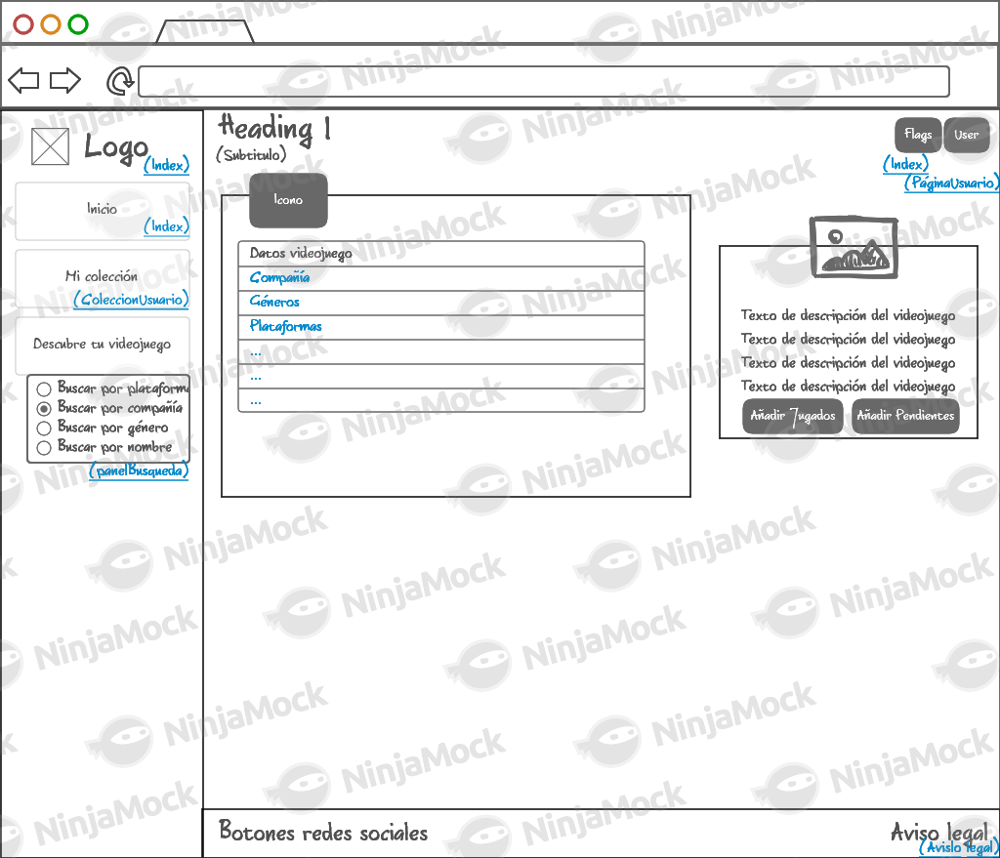 Logo
(Index)
Inicio
(Index)
Mi colección
(ColeccionUsuario)
Descubre tu videojuego
Buscar por plataforma
Buscar por compañía
Buscar por género
Buscar por nombre
(panelBusqueda)
Heading 1
(Subtitulo)
Flags
User
(Index)
(PáginaUsuario)
Icono
Datos videojuego
Compañía
Géneros
Plataformas
...
...
...
Texto de descripción del videojuego
Texto de descripción del videojuego
Texto de descripción del videojuego
Texto de descripción del videojuego
Añadir Jugados
Añadir Pendientes
Botones redes sociales
Aviso legal
(Avislo legal)
NinjaMock